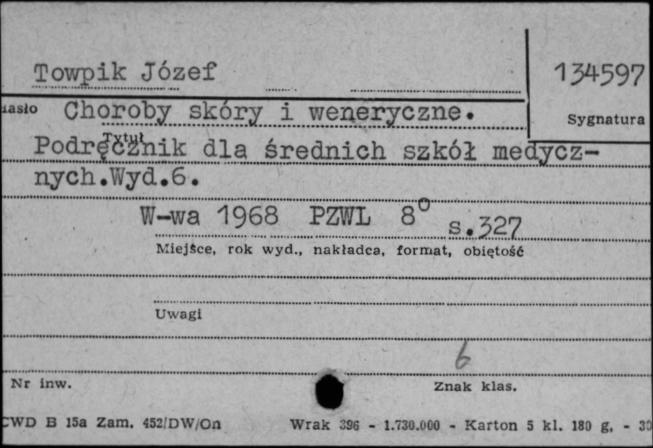 Towpik Józef
134597
asło Choroby skóry i weneryczne.
Sygnatura
Tytuł
Podręcznik dla średnich szkół medycz-
nych.Wyd.6.
W-wa 1968 PZWL 8° s.327
Miejsce, rok wyd., nakładca, format, objętość
Uwagi
6
Nr inw.
Znak klas.
CWD B 15a Zam. 452/DW/On Wrak 396 - 1.730.000 - Karton 5 kl. 180 g. - 30